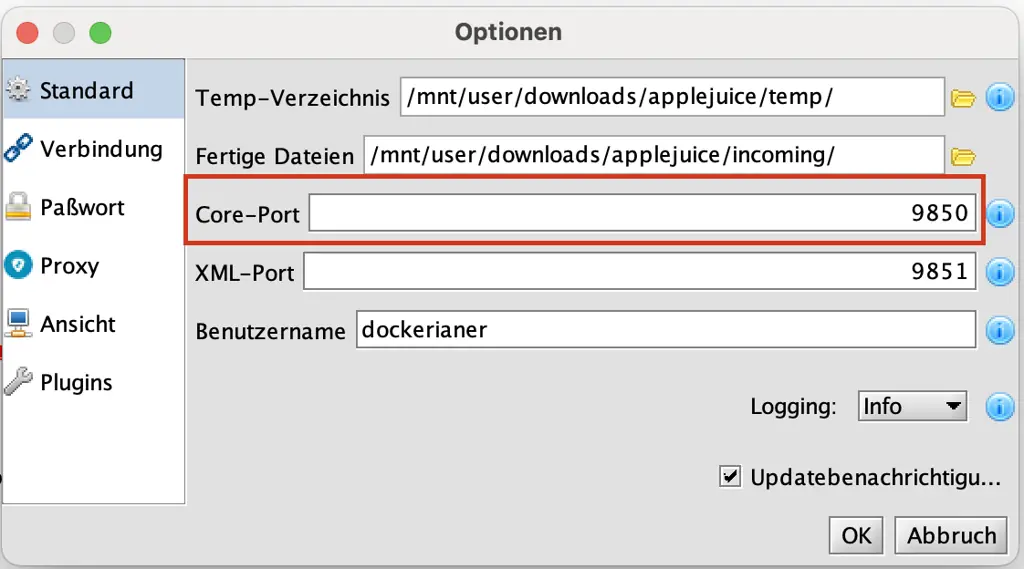 Optionen
Standard
Verbindung
Paßwort
Proxy
Ansicht
Plugins
Temp-Verzeichnis /mnt/user/downloads/applejuice/temp/
Fertige Dateien /mnt/user/downloads/applejuice/incoming/
Core-Port 9850
XML-Port 9851
Benutzername dockerianer
Logging: Info
Updatebenachrichtigu...
OK Abbruch